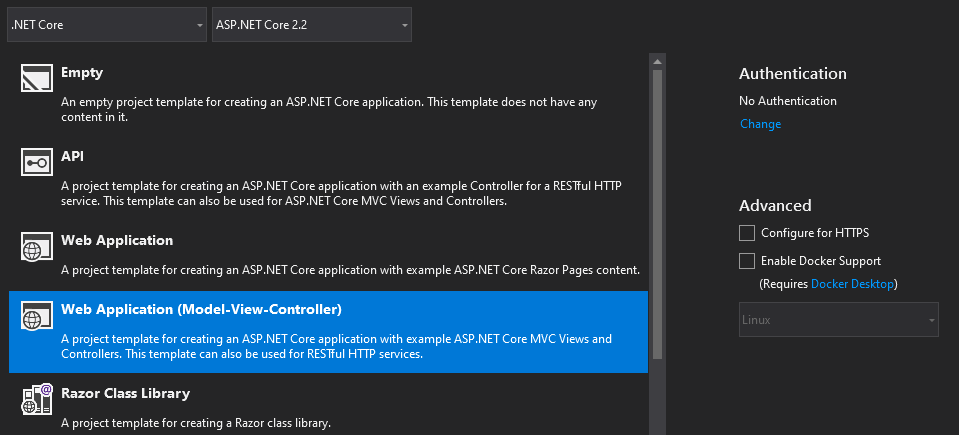 .NET Core
ASP.NET Core 2.2
Empty
An empty project template for creating an ASP.NET Core application. This template does not have any
content in it.
API
A project template for creating an ASP.NET Core application with an example Controller for a RESTful HTTP
service. This template can also be used for ASP.NET Core MVC Views and Controllers.
Web Application
A project template for creating an ASP.NET Core application with example ASP.NET Core Razor Pages content.
Web Application (Model-View-Controller)
A project template for creating an ASP.NET Core application with example ASP.NET Core MVC Views and
Controllers. This template can also be used for RESTful HTTP services.
Razor Class Library
A project template for creating a Razor class library.
Authentication
No Authentication
Change
Advanced
Configure for HTTPS
Enable Docker Support
(Requires Docker Desktop)
Linux